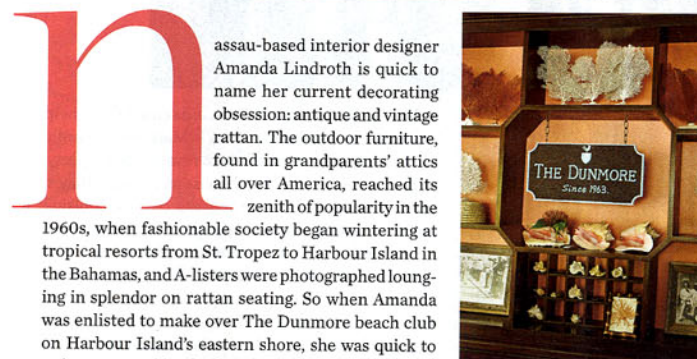 nassau-based interior designer
Amanda Lindroth is quick to
name her current decorating
obsession: antique and vintage
rattan. The outdoor furniture,
found in grandparents’ attics
all over America, reached its
zenith of popularity in the
1960s, when fashionable society began wintering at
tropical resorts from St. Tropez to Harbour Island in
the Bahamas, and A-listers were photographed loung-
ing in splendor on rattan seating. So when Amanda
was enlisted to make over The Dunmore beach club
on Harbour Island’s eastern shore, she was quick to
THE DUNMORE
Since 1963.